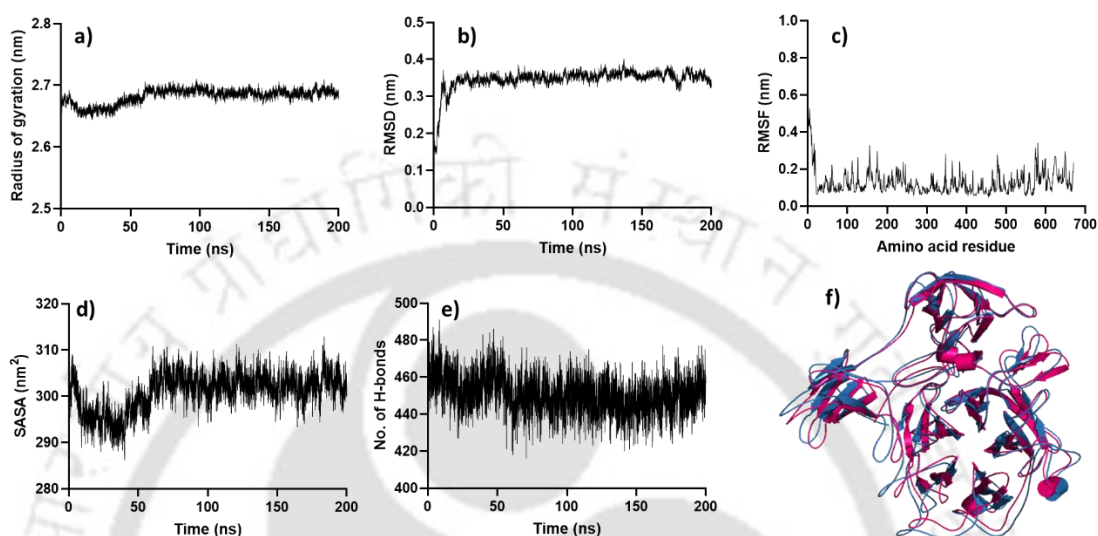 a)
Radius of gyration (nm)
2.8
2.7
2.6
2.5
0 50 100 150 200
Time (ns)
b)
RMSD (nm)
0.5
0.4
0.3
0.2
0.1
0.0
0 50 100 150 200
Time (ns)
c)
RMSF (nm)
1.0
0.8
0.6
0.4
0.2
0.0
0 100 200 300 400 500 600 700
Amino acid residue
d)
SASA (nm²)
320
310
300
290
280
0 50 100 150 200
Time (ns)
e)
No. of H-bonds
500
480
460
440
420
400
0 50 100 150 200
Time (ns)
f)